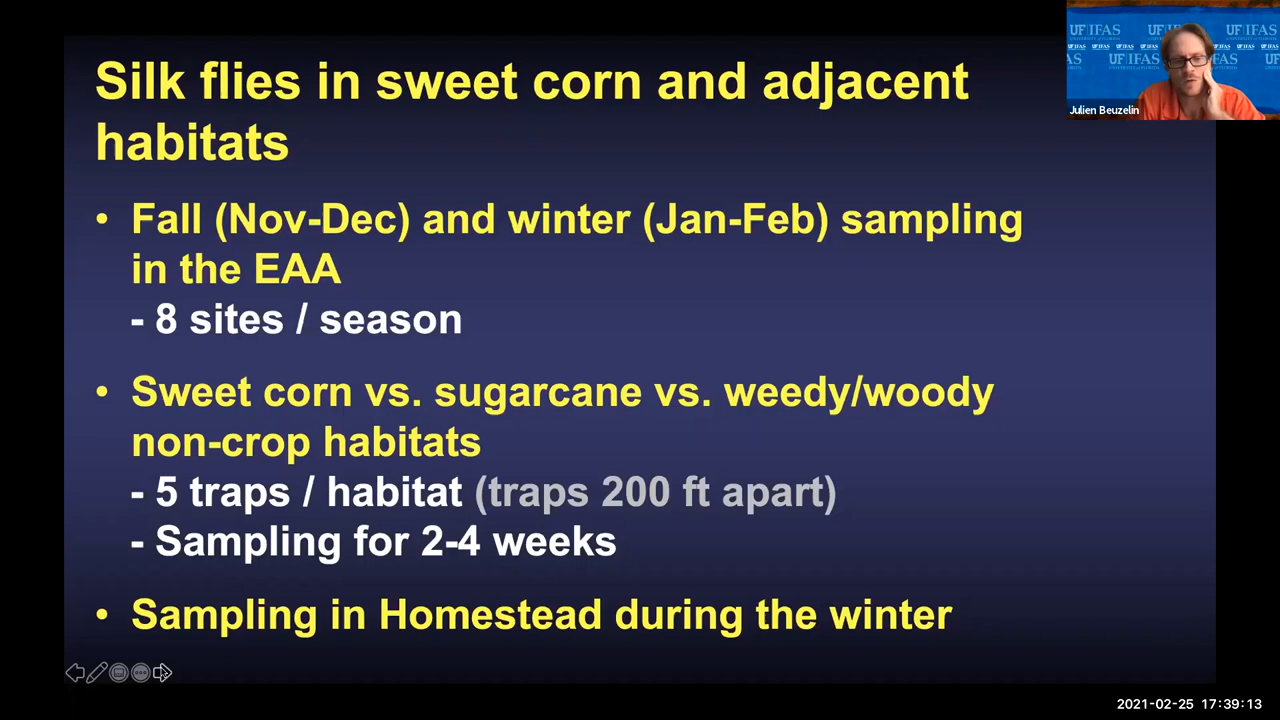 Silk flies in sweet corn and adjacent
habitats
• Fall (Nov-Dec) and winter (Jan-Feb) sampling
in the EAA
- 8 sites / season
• Sweet corn vs. sugarcane vs. weedy/woody
non-crop habitats
- 5 traps / habitat (traps 200 ft apart)
- Sampling for 2-4 weeks
• Sampling in Homestead during the winter
UF|IFAS
Julien Beuzelin
2021-02-25 17:39:13